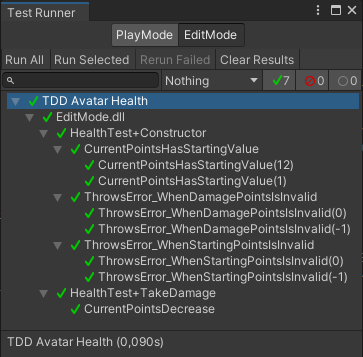 Test Runner
PlayMode EditMode
Run All Run Selected Rerun Failed Clear Results
Nothing 7 0 0
TDD Avatar Health
EditMode.dll
HealthTest+Constructor
CurrentPointsHasStartingValue
CurrentPointsHasStartingValue(12)
CurrentPointsHasStartingValue(1)
ThrowsError_WhenDamagePointsIsInvalid
ThrowsError_WhenDamagePointsIsInvalid(0)
ThrowsError_WhenDamagePointsIsInvalid(-1)
ThrowsError_WhenStartingPointsIsInvalid
ThrowsError_WhenStartingPointsIsInvalid(0)
ThrowsError_WhenStartingPointsIsInvalid(-1)
HealthTest+TakeDamage
CurrentPointsDecrease
TDD Avatar Health (0,090s)